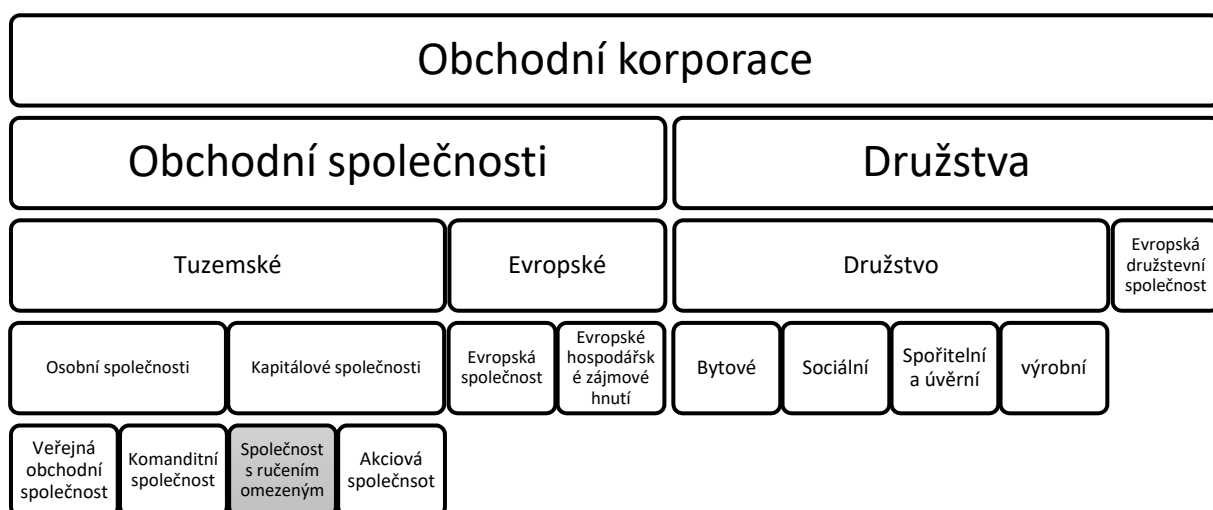 Obchodní korporace
Obchodní společnosti
Družstva
Tuzemské
Evropské
Družstvo
Evropská
družstevní
společnost
Osobní společnosti
Kapitálové společnosti
Evropská
společnost
Evropské
hospodářsk
é zájmové
hnutí
Bytové
Sociální
Spořitelní
a úvěrní
výrobní
Veřejná
obchodní
společnost
Komanditní
společnost
Společnost
s ručením
omezeným
Akciová
společnsot